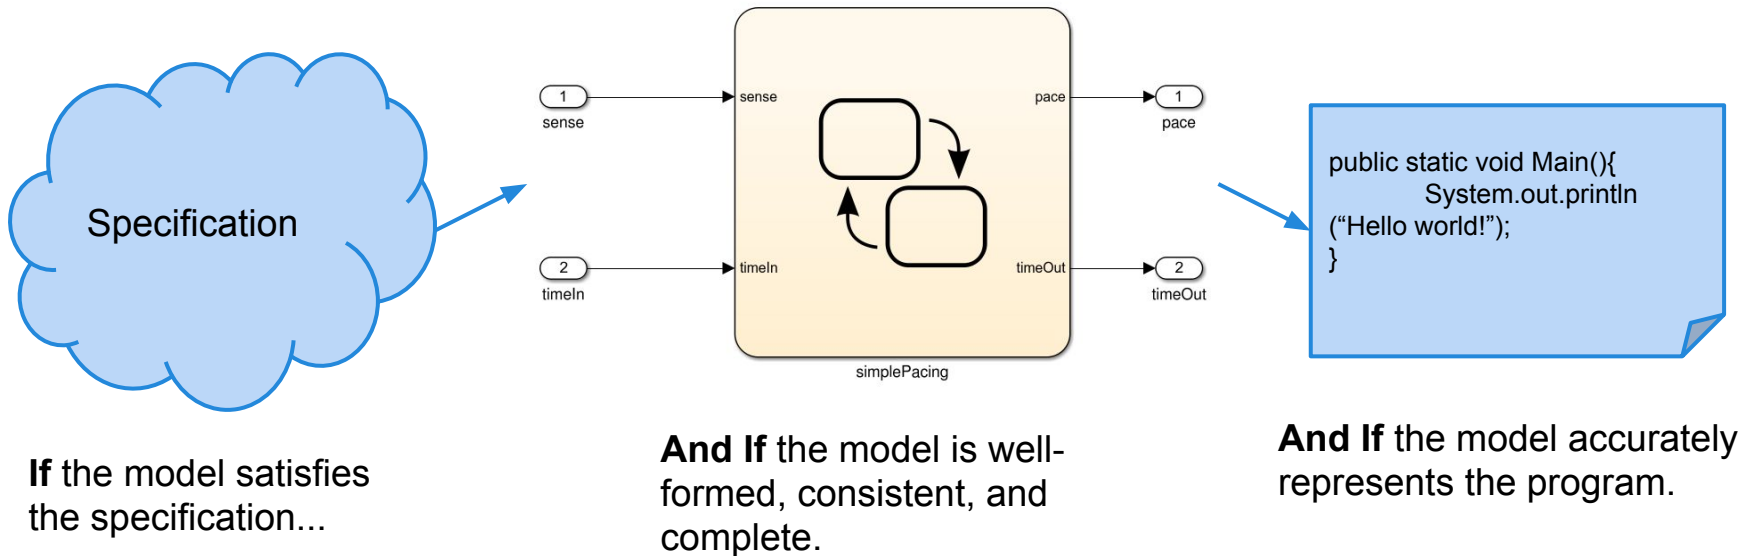 Specification
If the model satisfies
the specification...
1
sense
2
timeIn
sense
timeIn
pace
timeOut
simplePacing
1
pace
2
timeOut
And If the model is well-
formed, consistent, and
complete.
public static void Main(){
System.out.println
(“Hello world!”);
}
And If the model accurately
represents the program.